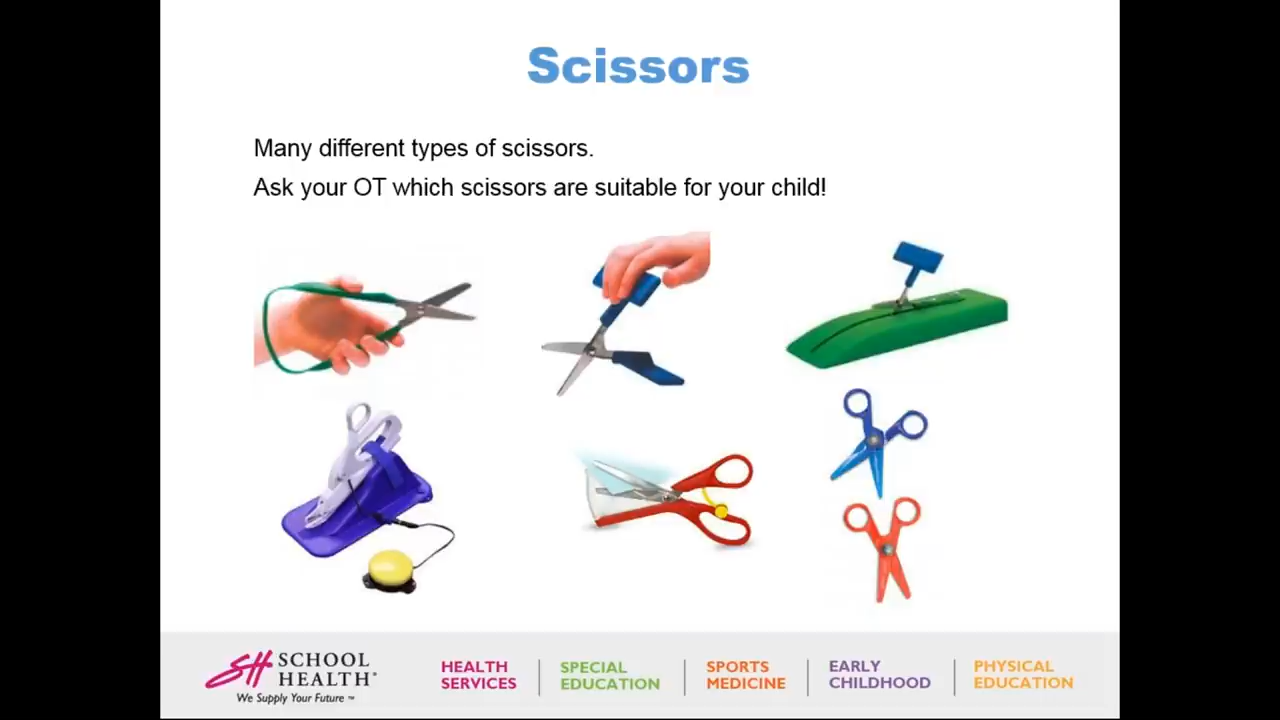 Scissors
Many different types of scissors.
Ask your OT which scissors are suitable for your child!
SH SCHOOL HEALTH®
We Supply Your Future™
HEALTH SERVICES
SPECIAL EDUCATION
SPORTS MEDICINE
EARLY CHILDHOOD
PHYSICAL EDUCATION